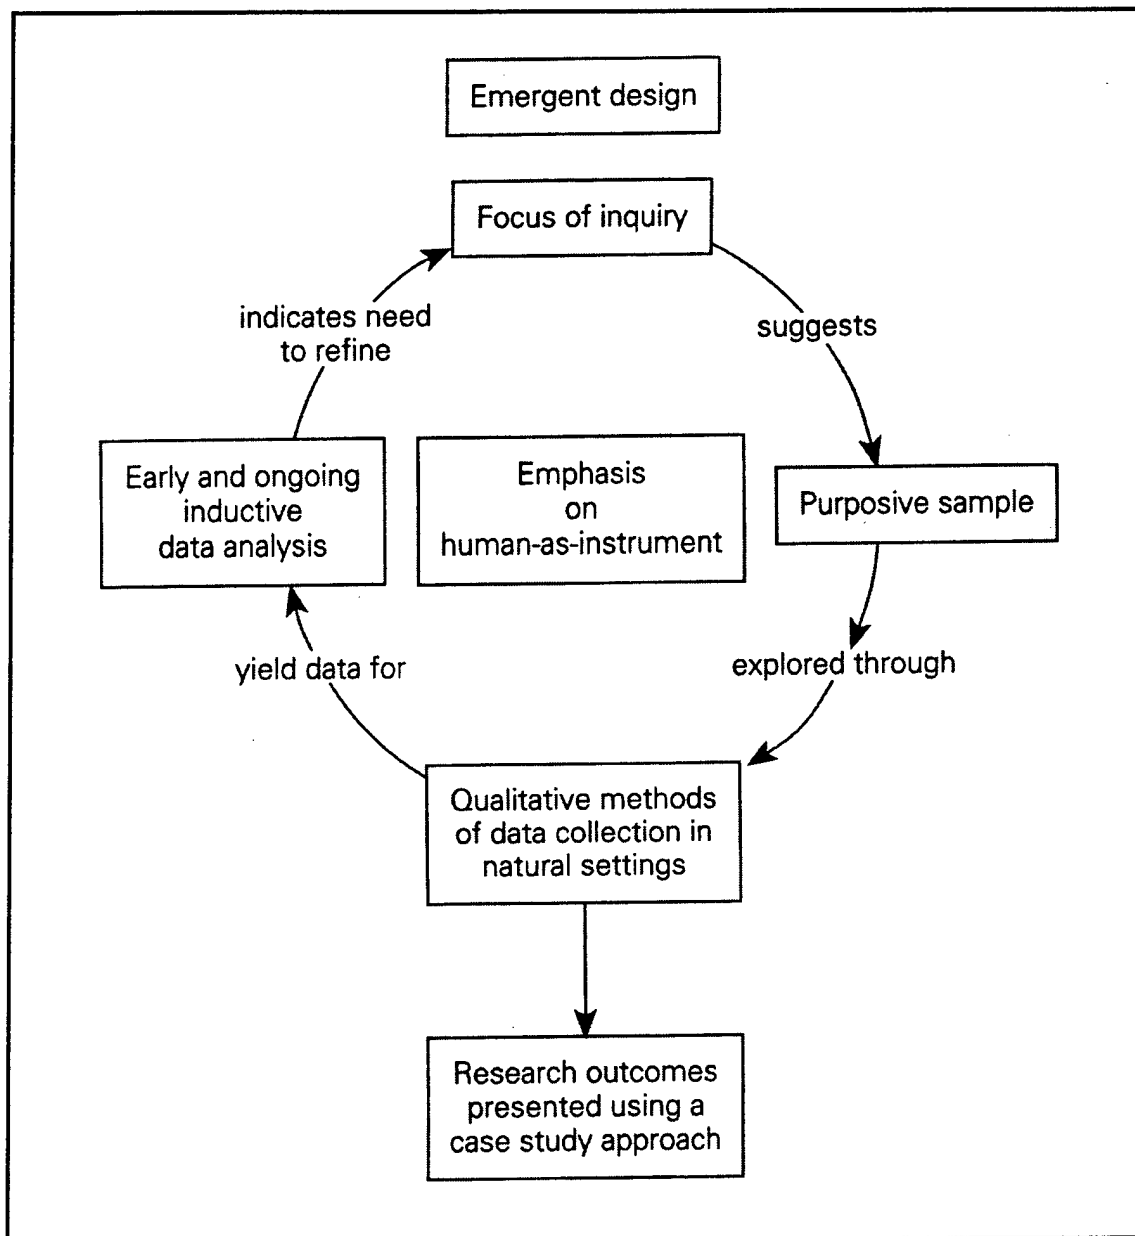 Emergent design
Focus of inquiry
indicates need
to refine
suggests
Early and ongoing
inductive
data analysis
Emphasis
on
human-as-instrument
Purposive sample
yield data for
explored through
Qualitative methods
of data collection in
natural settings
Research outcomes
presented using a
case study approach